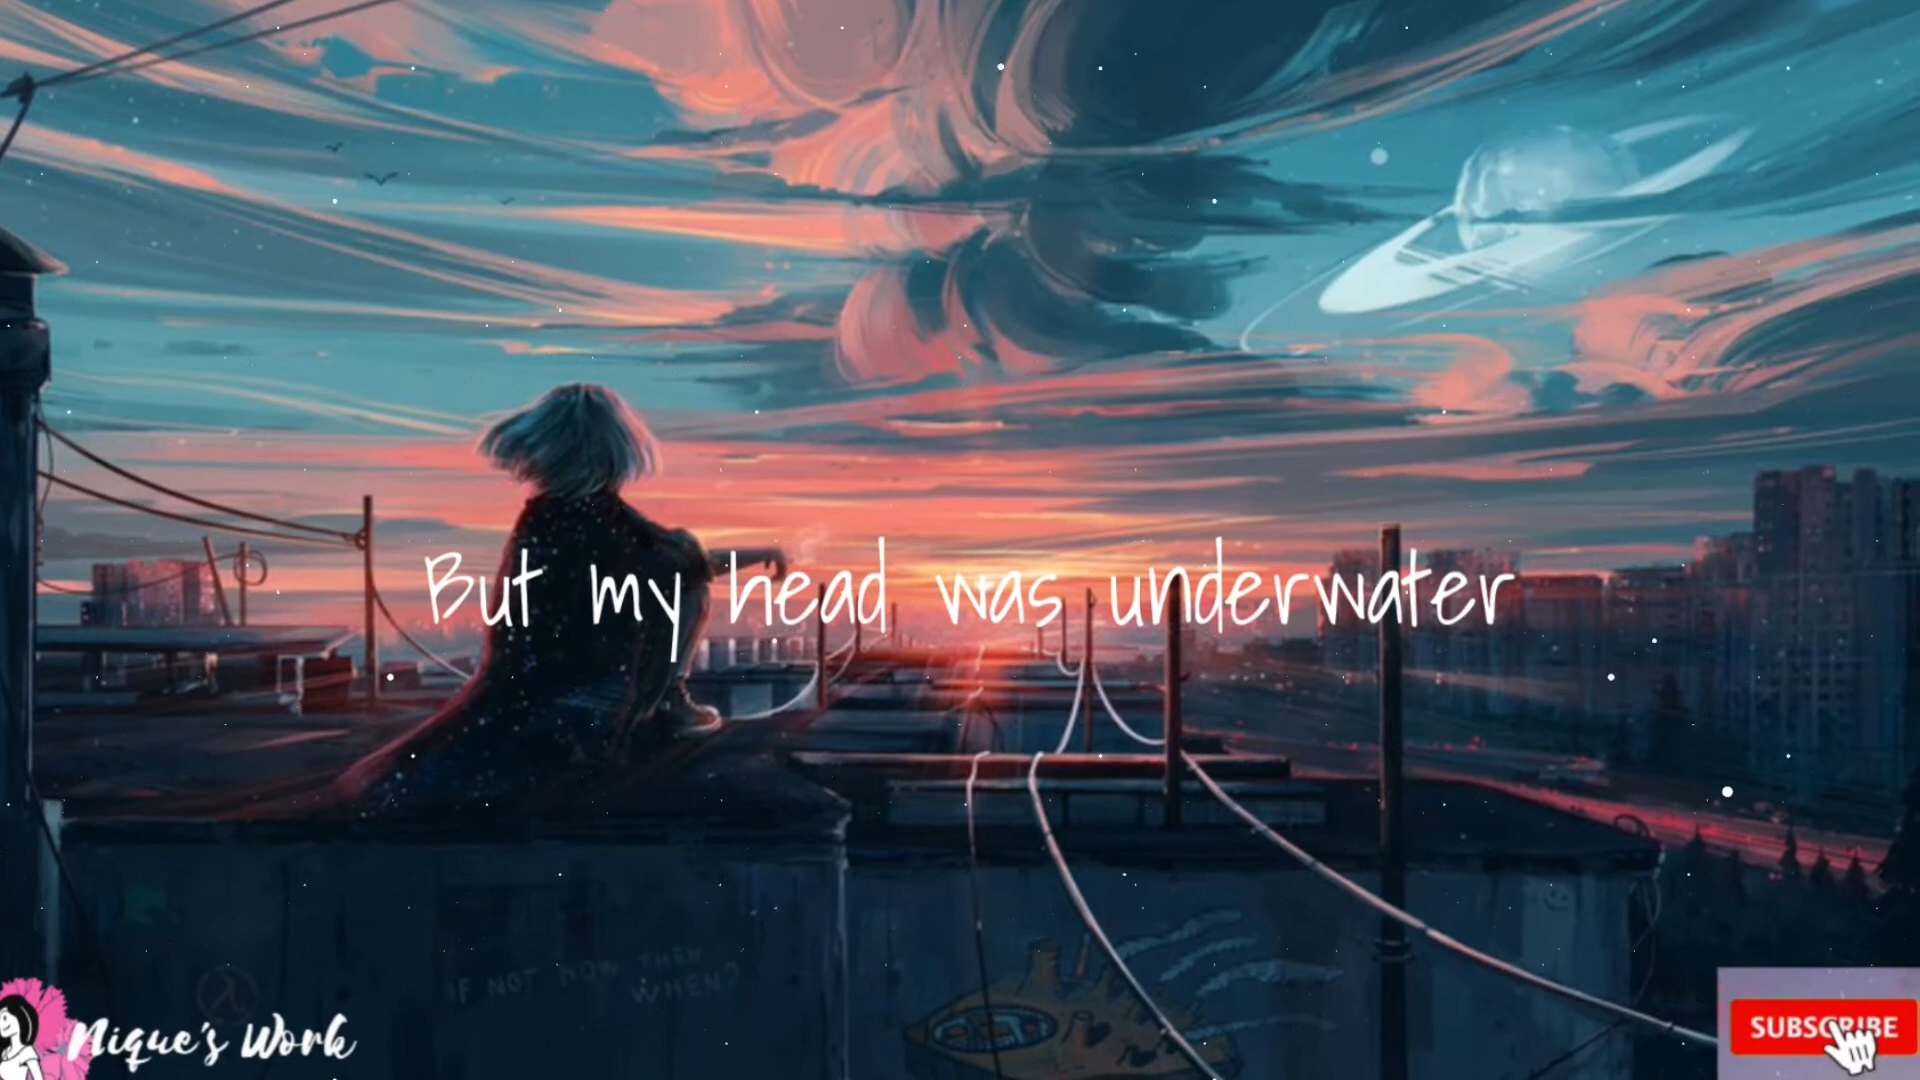 But my head was underwater
IF NOT NOW THEN
WHEN?
Nique's Work
SUBSCRIBE